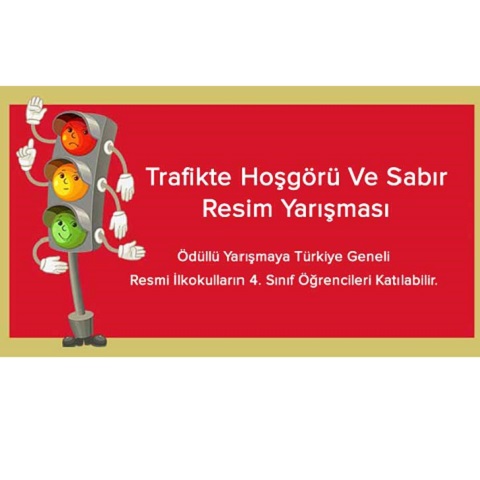 Trafikte Hoşgörü Ve Sabır
Resim Yarışması
Ödüllü Yarışmaya Türkiye Geneli
Resmi İlkokulların 4. Sınıf Öğrencileri Katılabilir.